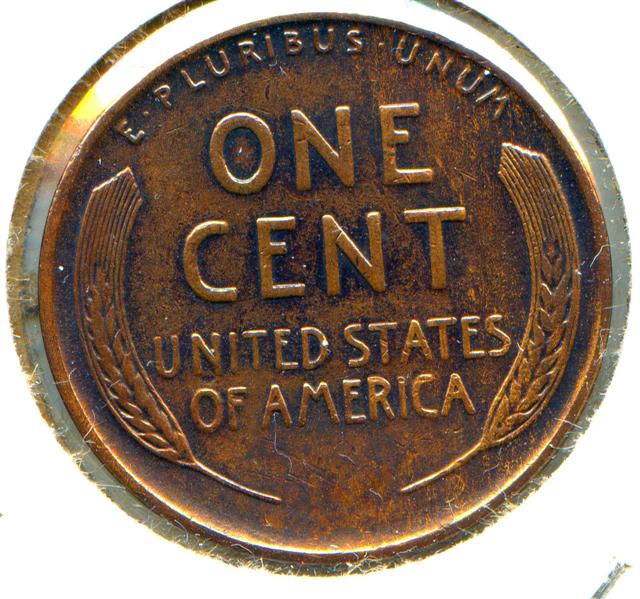 E·PLURIBUS·UNUM
ONE
CENT
UNITED STATES
OF AMERICA